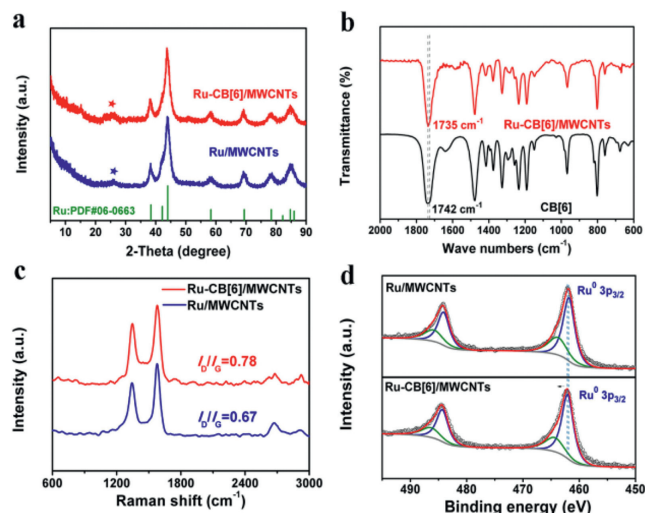 a
Intensity (a.u.)
Ru-CB[6]/MWCNTs
Ru/MWCNTs
Ru:PDF#06-0663
10 20 30 40 50 60 70 80 90
2-Theta (degree)
b
Transmittance (%)
1735 cm⁻¹
Ru-CB[6]/MWCNTs
1742 cm⁻¹
CB[6]
2000 1800 1600 1400 1200 1000 800 600
Wave numbers (cm⁻¹)
c
Intensity (a.u.)
Ru-CB[6]/MWCNTs
Ru/MWCNTs
I_D/I_G=0.78
I_D/I_G=0.67
600 1200 1800 2400 3000
Raman shift (cm⁻¹)
d
Intensity (a.u.)
Ru/MWCNTs
Ru⁰ 3p₃/₂
Ru-CB[6]/MWCNTs
Ru⁰ 3p₃/₂
490 480 470 460 450
Binding energy (eV)